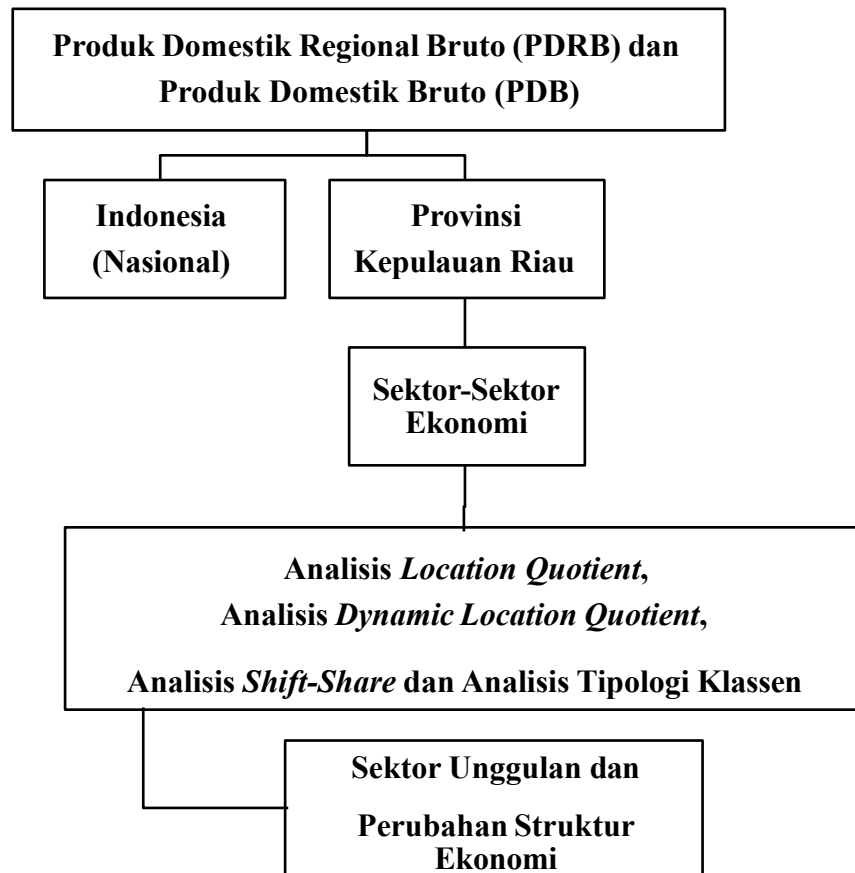 Produk Domestik Regional Bruto (PDRB) dan
Produk Domestik Bruto (PDB)
Indonesia
(Nasional)
Provinsi
Kepulauan Riau
Sektor-Sektor
Ekonomi
Analisis Location Quotient,
Analisis Dynamic Location Quotient,
Analisis Shift-Share dan Analisis Tipologi Klassen
Sektor Unggulan dan
Perubahan Struktur
Ekonomi